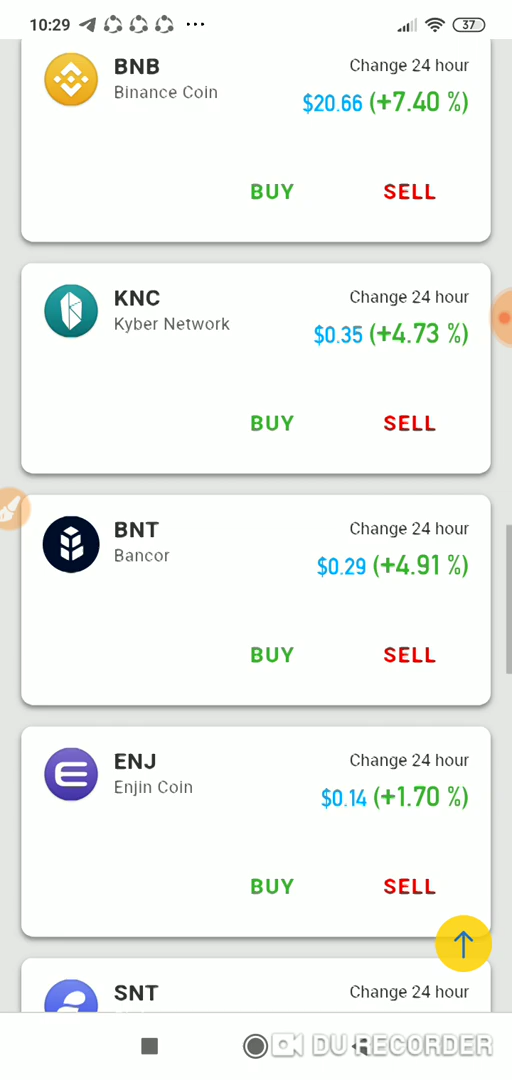 10:29 ... 37
BNB
Binance Coin
Change 24 hour
$20.66 (+7.40 %)
BUY SELL
KNC
Kyber Network
Change 24 hour
$0.35 (+4.73 %)
BUY SELL
BNT
Bancor
Change 24 hour
$0.29 (+4.91 %)
BUY SELL
ENJ
Enjin Coin
Change 24 hour
$0.14 (+1.70 %)
BUY SELL
SNT
Change 24 hour
DU RECORDER